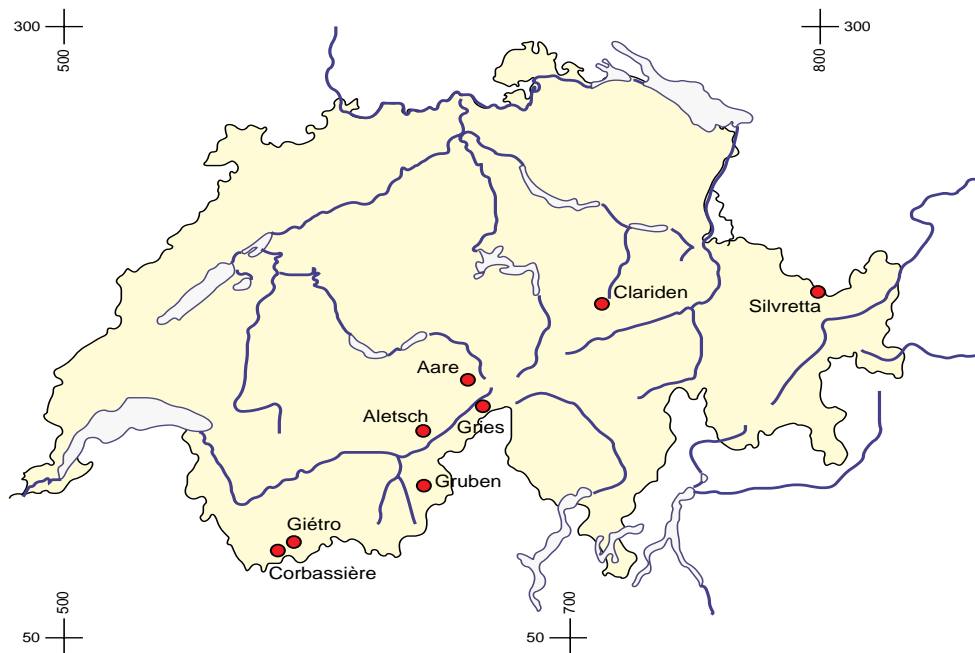 300
500
800
300
Clariden
Silvretta
Aare
Aletsch
Gries
Gruben
Giétro
Corbassière
50
500
50
700